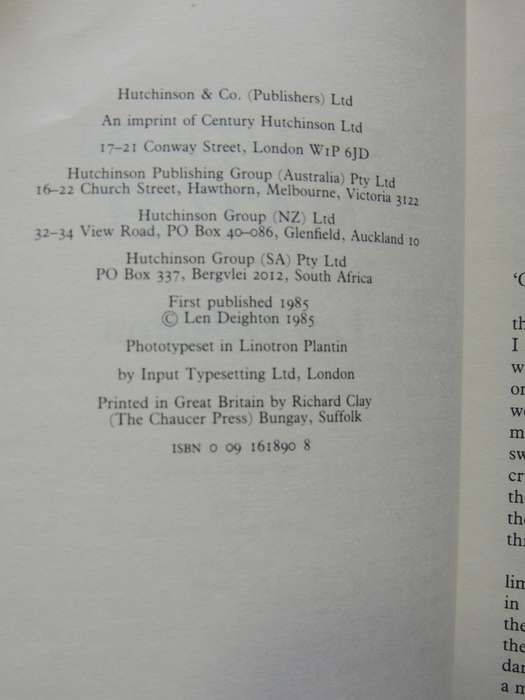 Hutchinson & Co. (Publishers) Ltd
An imprint of Century Hutchinson Ltd
17–21 Conway Street, London W1P 6JD
Hutchinson Publishing Group (Australia) Pty Ltd
16–22 Church Street, Hawthorn, Melbourne, Victoria 3122
Hutchinson Group (NZ) Ltd
32–34 View Road, PO Box 40–086, Glenfield, Auckland 10
Hutchinson Group (SA) Pty Ltd
PO Box 337, Bergvlei 2012, South Africa
First published 1985
© Len Deighton 1985
Phototypeset in Linotron Plantin
by Input Typesetting Ltd, London
Printed in Great Britain by Richard Clay
(The Chaucer Press) Bungay, Suffolk
ISBN 0 09 161890 8
I
in
a